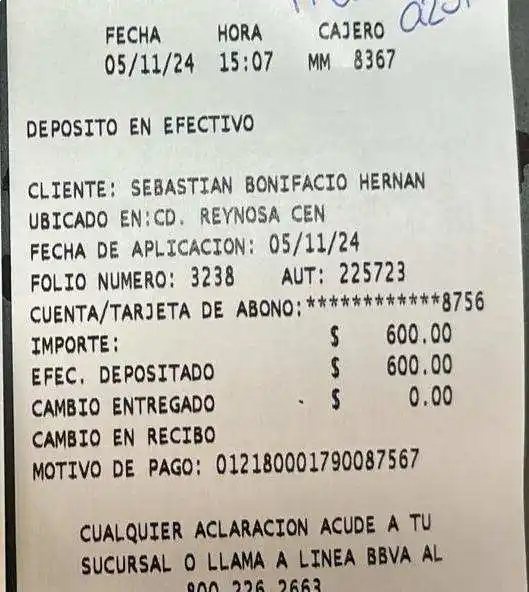 FECHA HORA CAJERO
05/11/24 15:07 MM 8367
DEPOSITO EN EFECTIVO
CLIENTE: SEBASTIAN BONIFACIO HERNAN
UBICADO EN:CD. REYNOSA CEN
FECHA DE APLICACION: 05/11/24
FOLIO NUMERO: 3238 AUT: 225723
CUENTA/TARJETA DE ABONO:************8756
IMPORTE: $ 600.00
EFEC. DEPOSITADO $ 600.00
CAMBIO ENTREGADO $ 0.00
CAMBIO EN RECIBO
MOTIVO DE PAGO: 012180001790087567
CUALQUIER ACLARACION ACUDE A TU
SUCURSAL O LLAMA A LINEA BBVA AL
800 226 2663